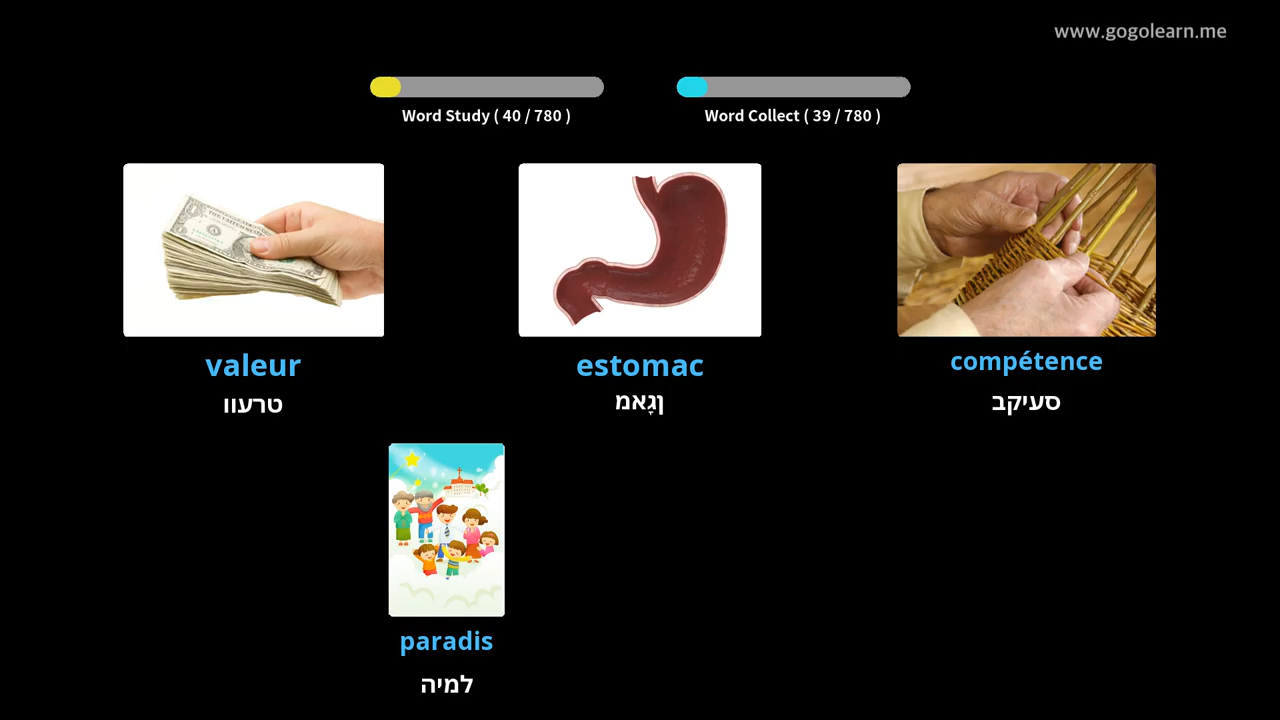 www.gogolearn.me
Word Study ( 40 / 780 )
Word Collect ( 39 / 780 )
valeur
טרעוו
estomac
ןגָאמ
compétence
סעיקב
paradis
למיה